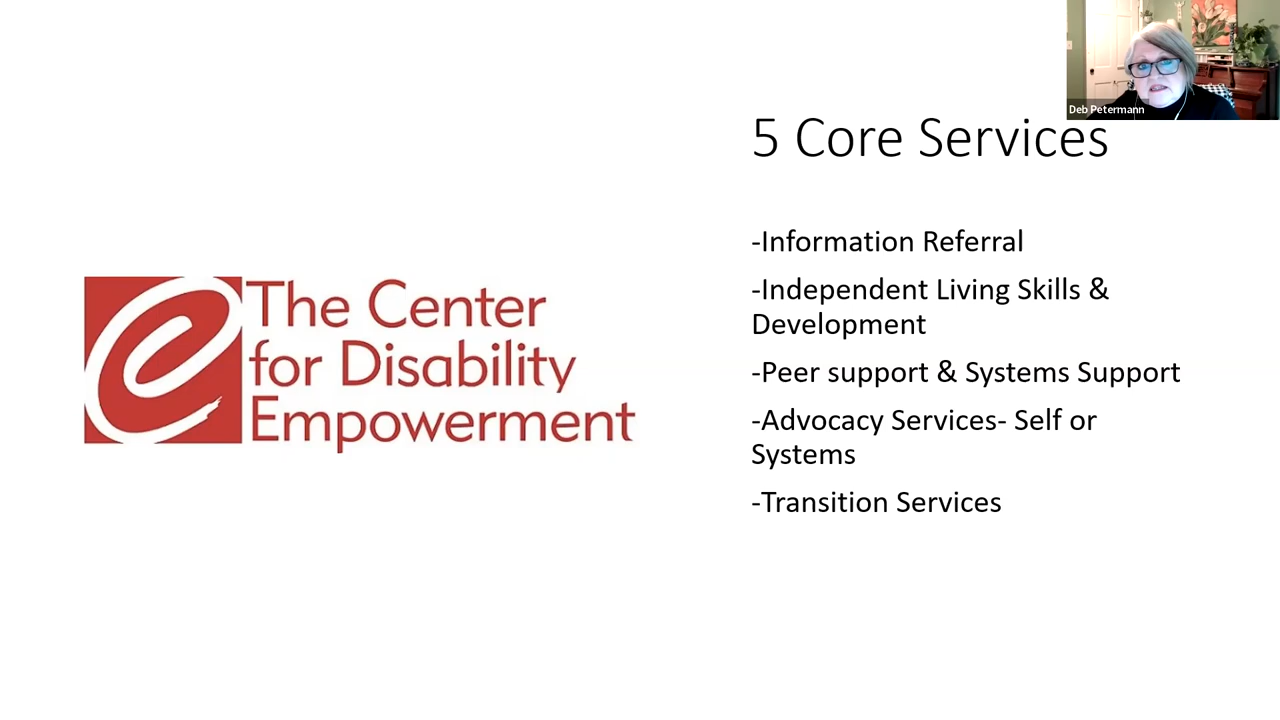 Deb Petermann
5 Core Services
The Center
for Disability
Empowerment
-Information Referral
-Independent Living Skills &
Development
-Peer support & Systems Support
-Advocacy Services- Self or
Systems
-Transition Services